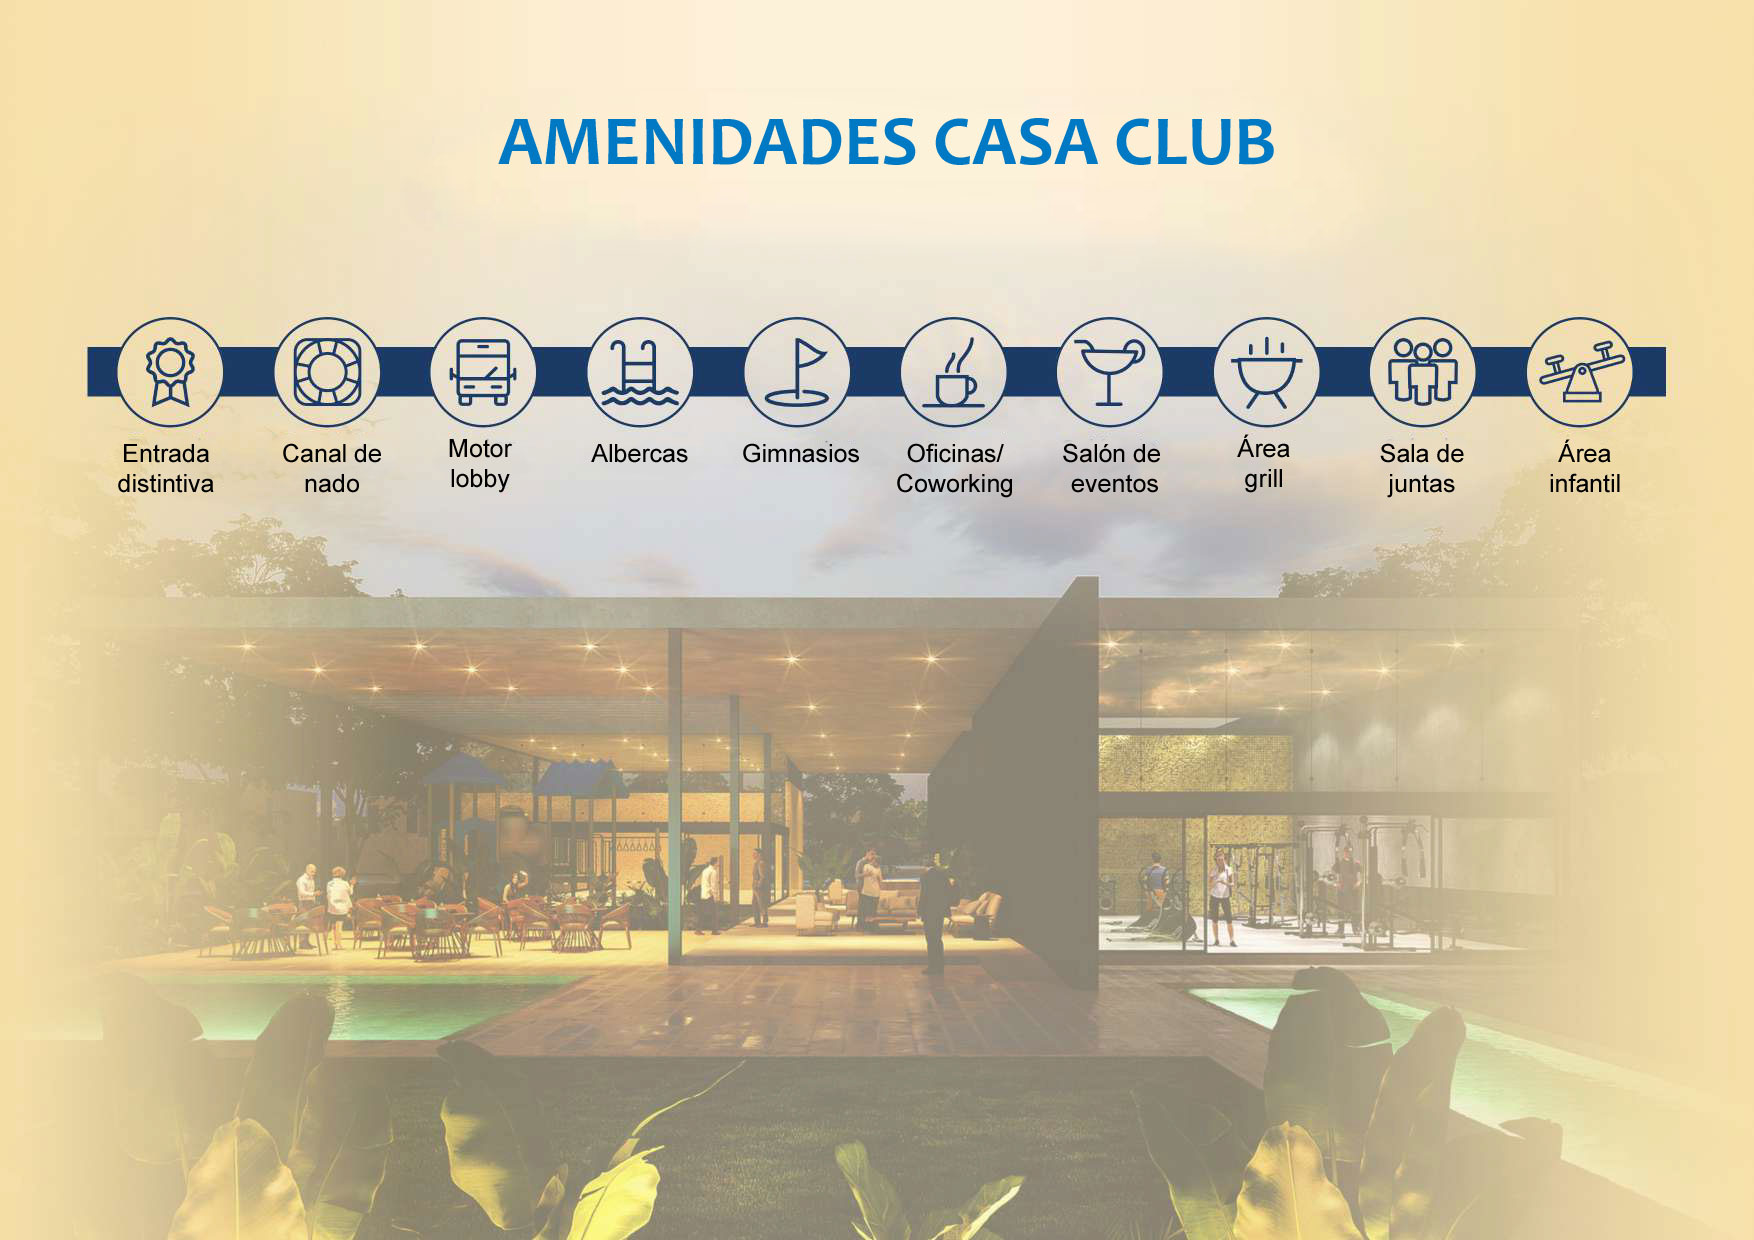 AMENIDADES CASA CLUB
Entrada
distintiva
Canal de
nado
Motor
lobby
Albercas
Gimnasios
Oficinas/
Coworking
Salón de
eventos
Área
grill
Sala de
juntas
Área
infantil